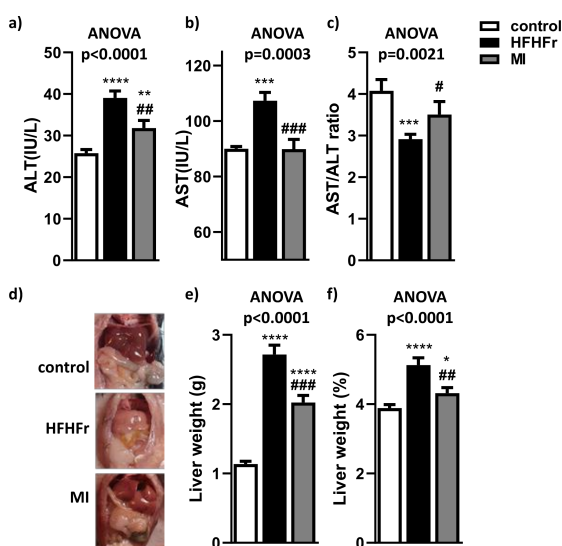 a)
ANOVA
p<0.0001
ALT(IU/L)
50
40
30
20
10
0
****
**
##
b)
ANOVA
p=0.0003
AST(IU/L)
120
100
80
60
***
###
c)
ANOVA
p=0.0021
AST/ALT ratio
5
4
3
2
1
0
***
#
control
HFHFr
MI
d)
control
HFHFr
MI
e)
ANOVA
p<0.0001
Liver weight (g)
3
2
1
0
****
****
###
f)
ANOVA
p<0.0001
Liver weight (%)
6
4
2
0
****
*
##